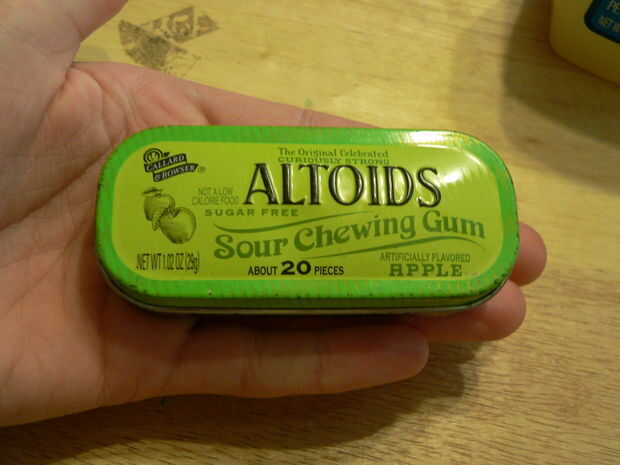 The Original Celebrated
CURIOUSLY STRONG
CALLARD
& BOWSER ®
ALTOIDS
NOT A LOW
CALORIE FOOD
SUGAR FREE
Sour Chewing Gum
NET WT 1.02 OZ (29g)
ABOUT 20 PIECES
ARTIFICIALLY FLAVORED
APPLE
NET W